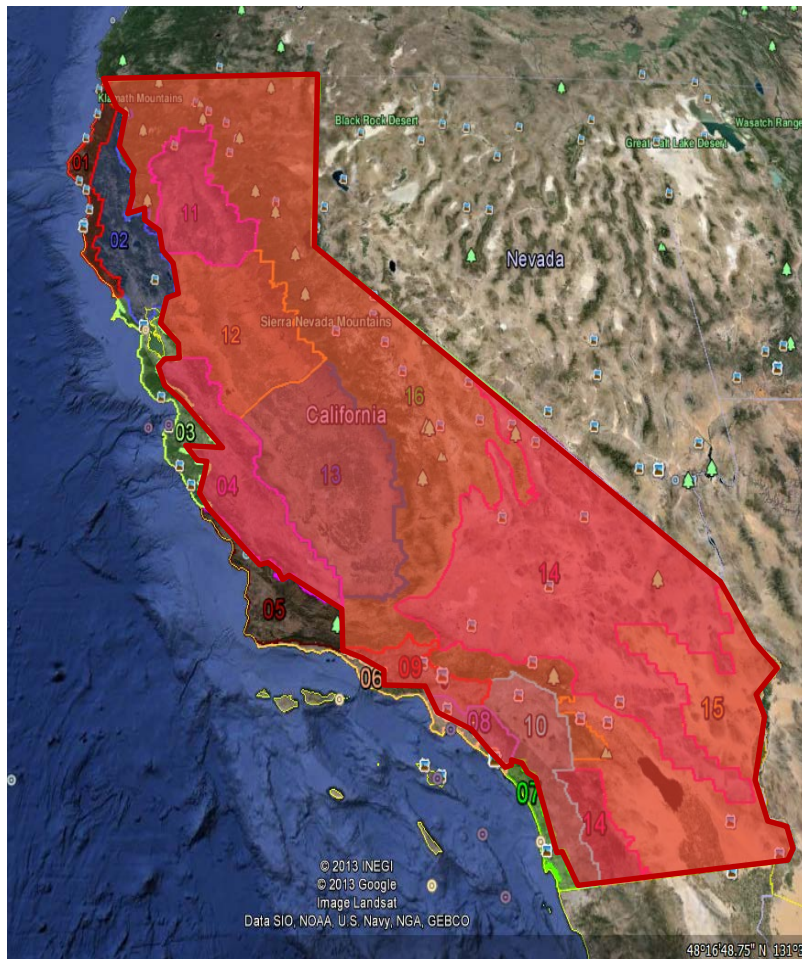 Klamath Mountains
Black Rock Desert
Wasatch Range
Great Salt Lake Desert
01
11
02
Nevada
Sierra Nevada Mountains
12
16
California
03
13
04
14
05
09
06
15
08
10
07
14
© 2013 INEGI
© 2013 Google
Image Landsat
Data SIO, NOAA, U.S. Navy, NGA, GEBCO
48°16'48.75" N 131°3